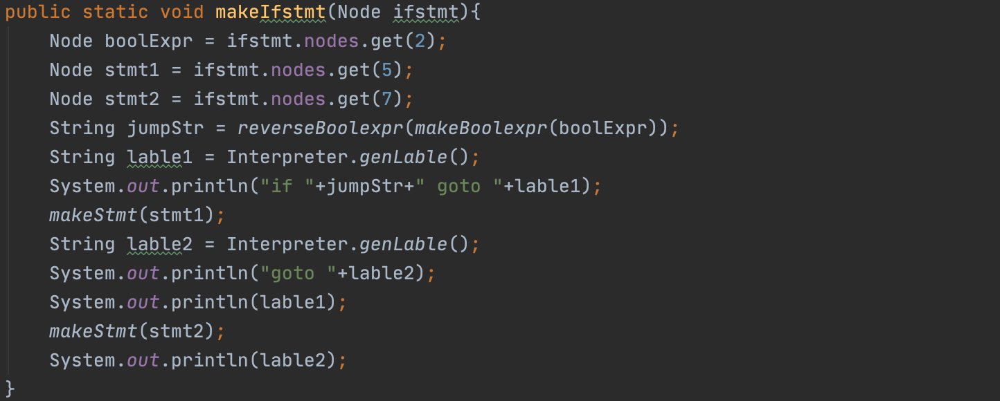 public static void makeIfstmt(Node ifstmt){
    Node boolExpr = ifstmt.nodes.get(2);
    Node stmt1 = ifstmt.nodes.get(5);
    Node stmt2 = ifstmt.nodes.get(7);
    String jumpStr = reverseBoolexpr(makeBoolexpr(boolExpr));
    String lable1 = Interpreter.genLable();
    System.out.println("if "+jumpStr+" goto "+lable1);
    makeStmt(stmt1);
    String lable2 = Interpreter.genLable();
    System.out.println("goto "+lable2);
    System.out.println(lable1);
    makeStmt(stmt2);
    System.out.println(lable2);
}